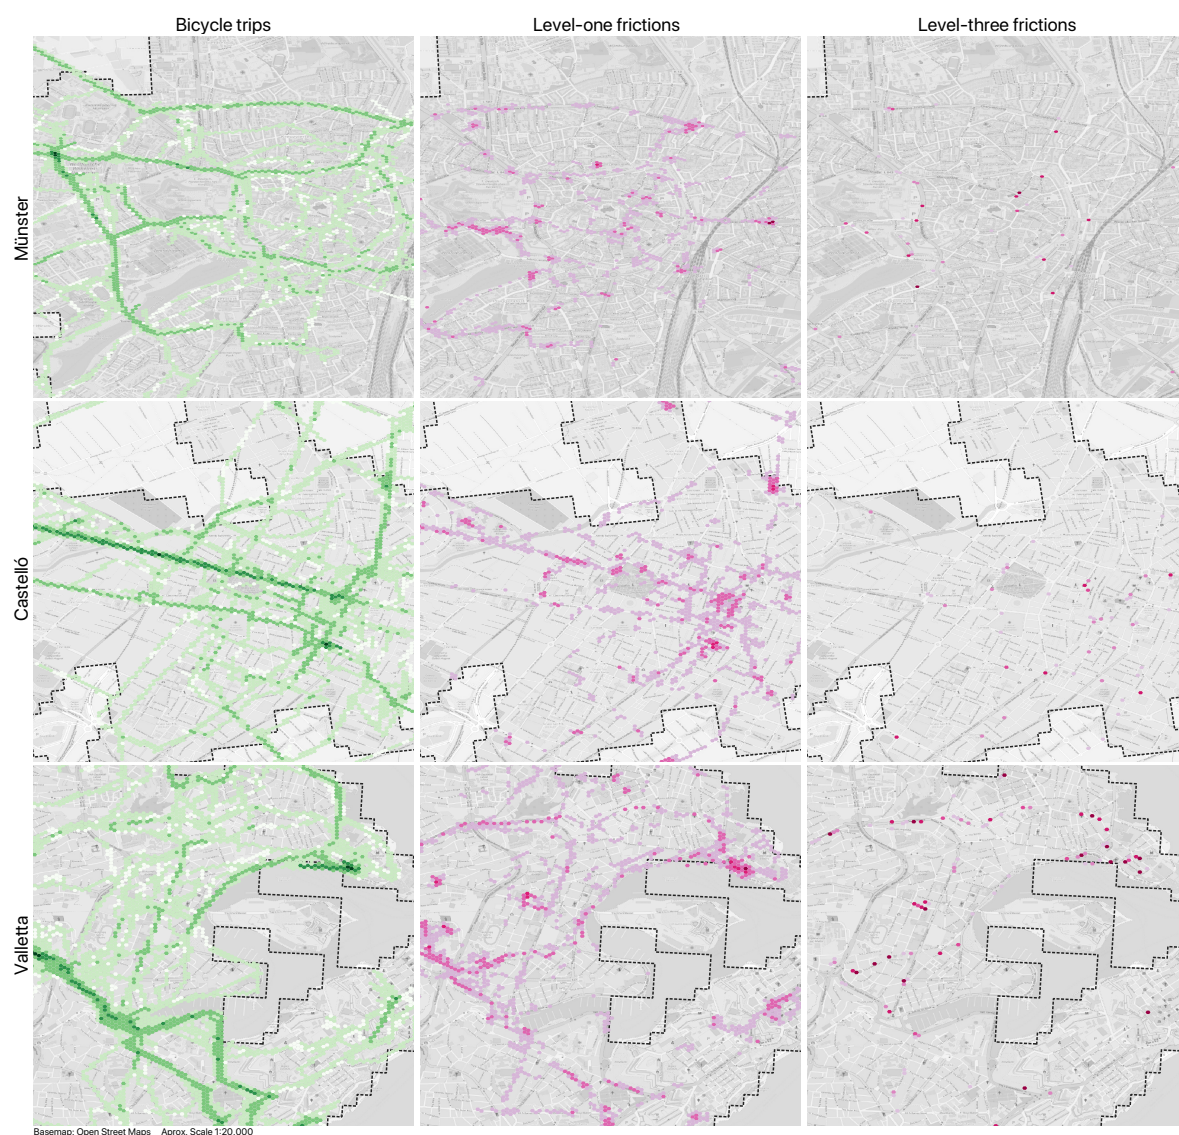 Bicycle trips
Level-one frictions
Level-three frictions
Münster
Castelló
Valletta
Basemap: Open Street Maps Aprox. Scale 1:20.000